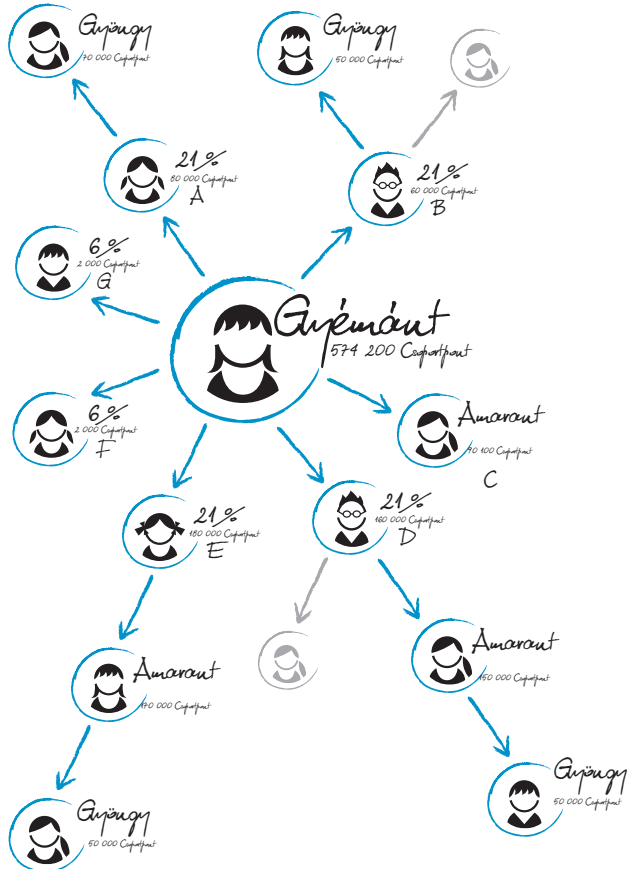 Gyöngy
70 000 Csoportpont
Gyöngy
50 000 Csoportpont
21 %
80 000 Csoportpont
A
21 %
60 000 Csoportpont
B
6 %
2 000 Csoportpont
G
Gyémánt
574 200 Csoportpont
6 %
2 000 Csoportpont
F
Amarant
40 100 Csoportpont
C
21 %
180 000 Csoportpont
E
21 %
160 000 Csoportpont
D
Amarant
170 000 Csoportpont
Amarant
150 000 Csoportpont
Gyöngy
50 000 Csoportpont
Gyöngy
50 000 Csoportpont